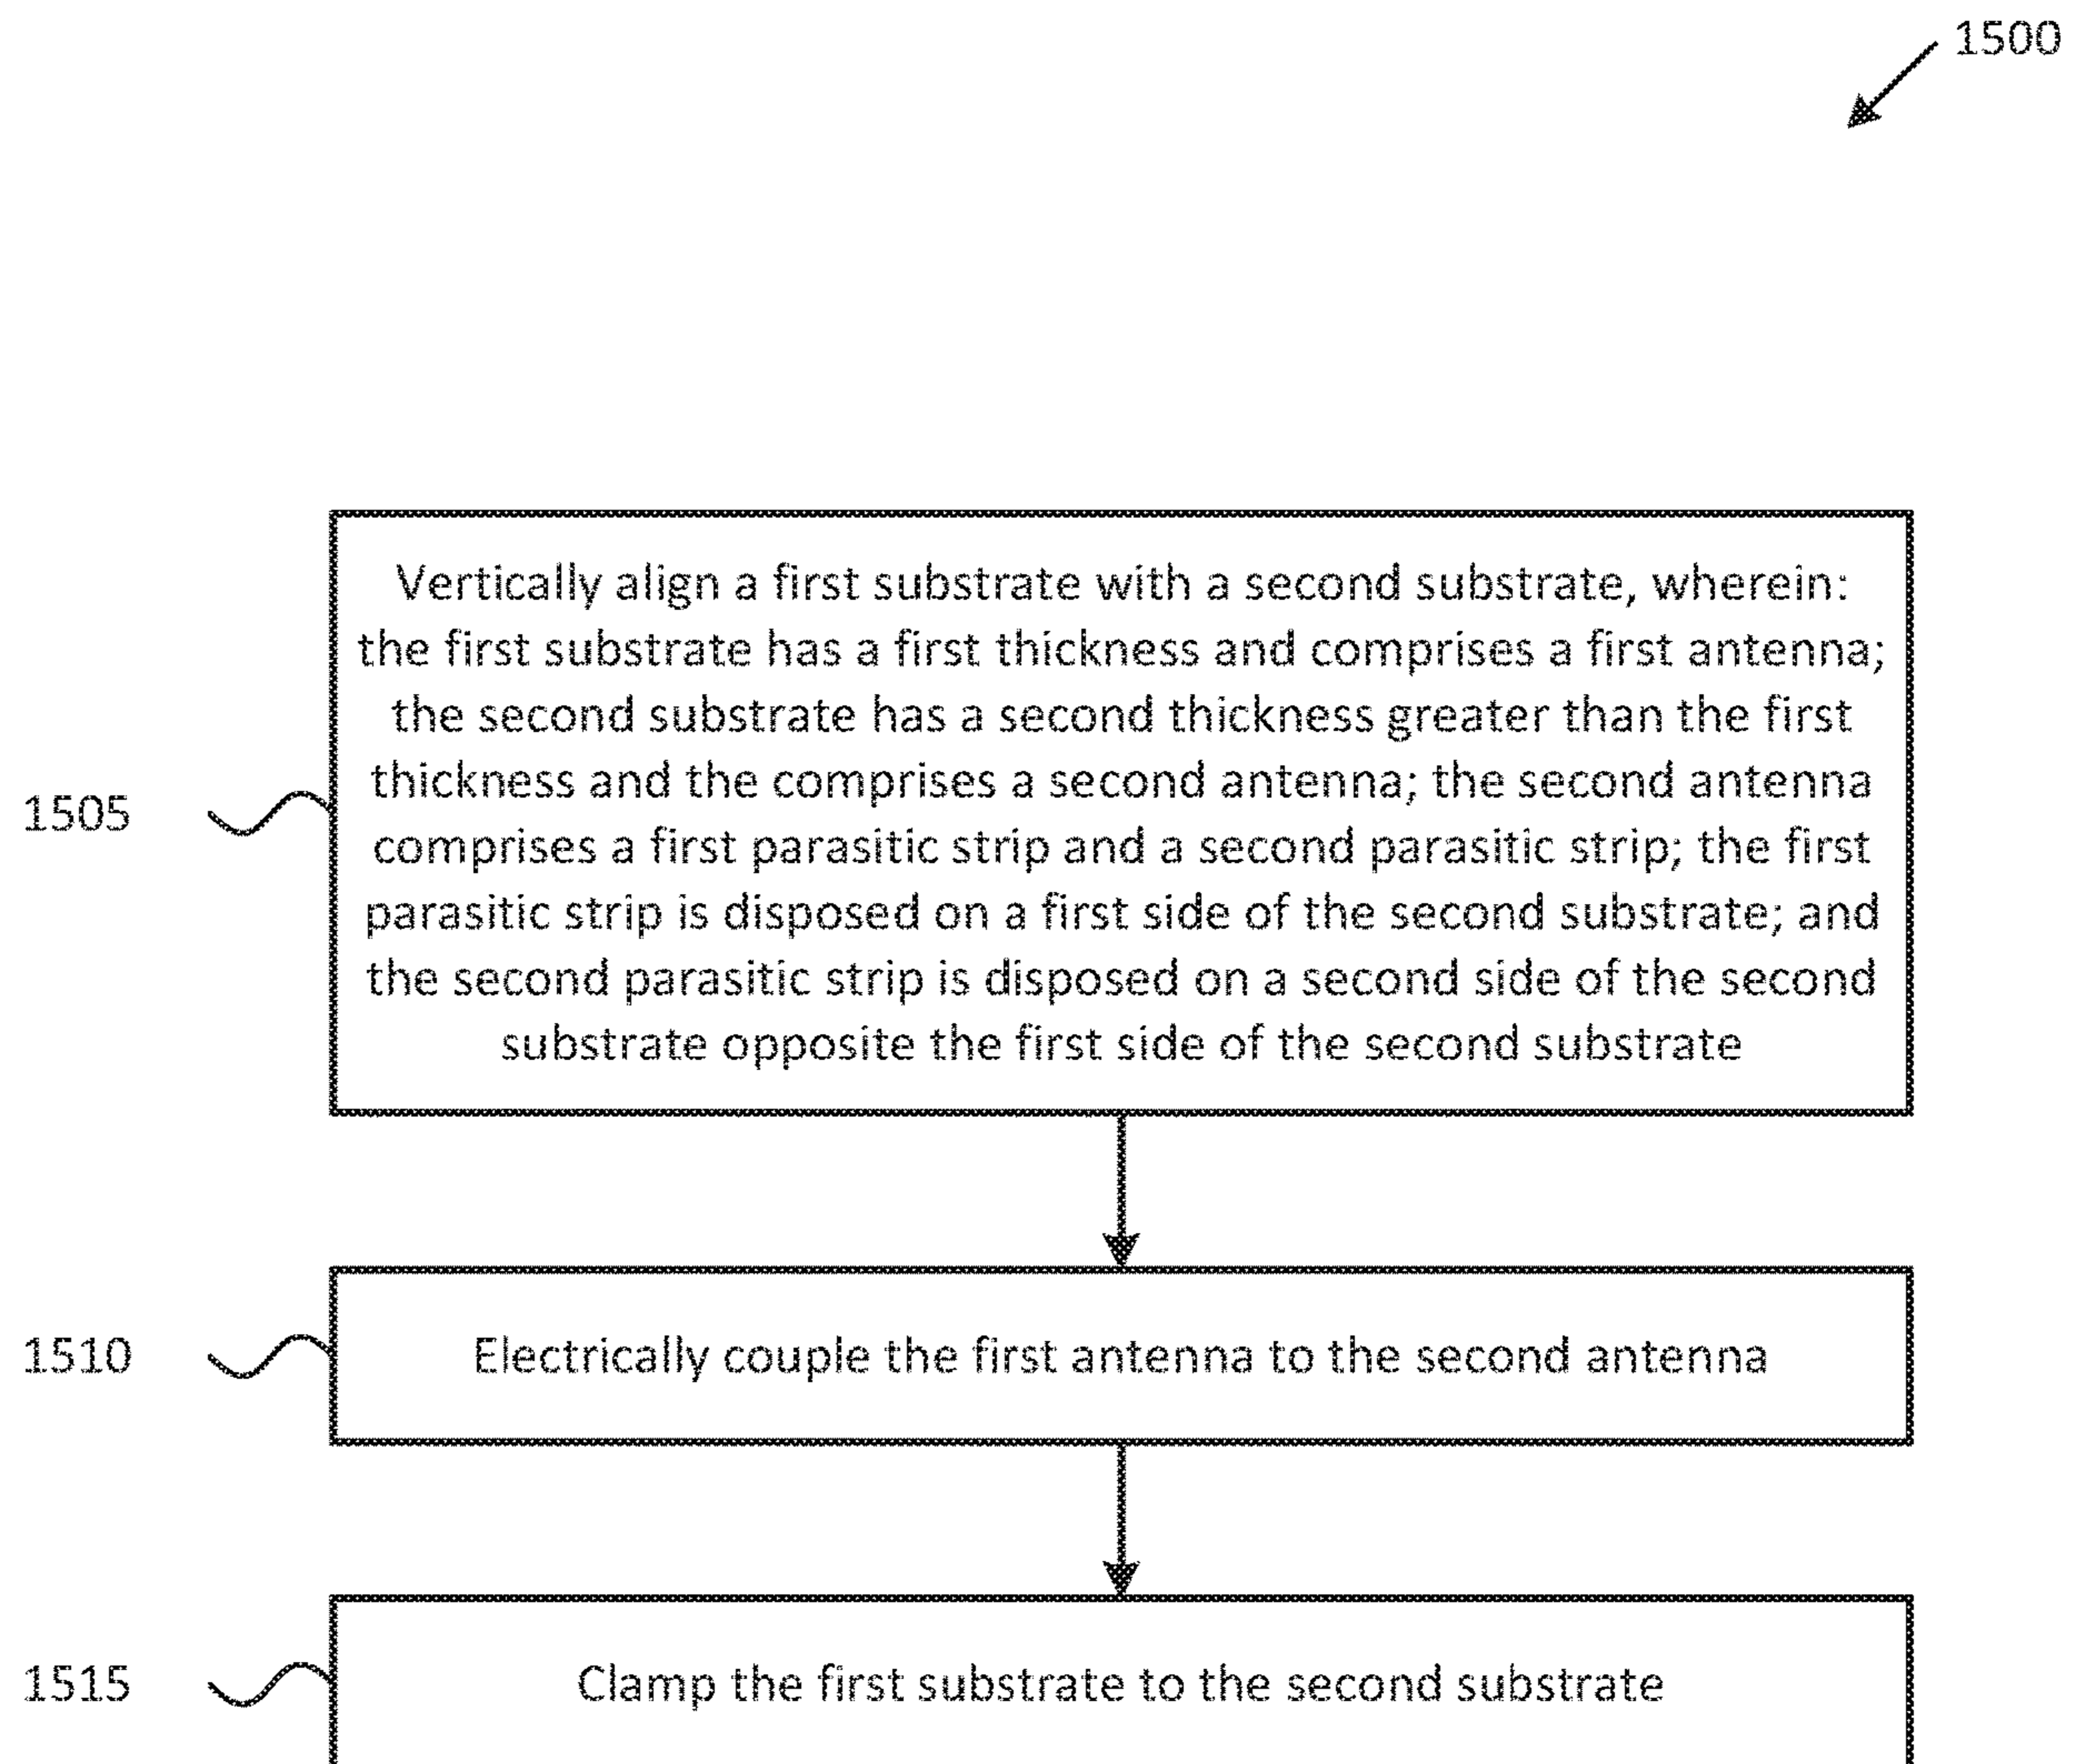 1500
Vertically align a first substrate with a second substrate, wherein:
the first substrate has a first thickness and comprises a first antenna;
the second substrate has a second thickness greater than the first
thickness and the comprises a second antenna; the second antenna
comprises a first parasitic strip and a second parasitic strip; the first
parasitic strip is disposed on a first side of the second substrate; and
the second parasitic strip is disposed on a second side of the second
substrate opposite the first side of the second substrate
1505
Electrically couple the first antenna to the second antenna
1510
Clamp the first substrate to the second substrate
1515